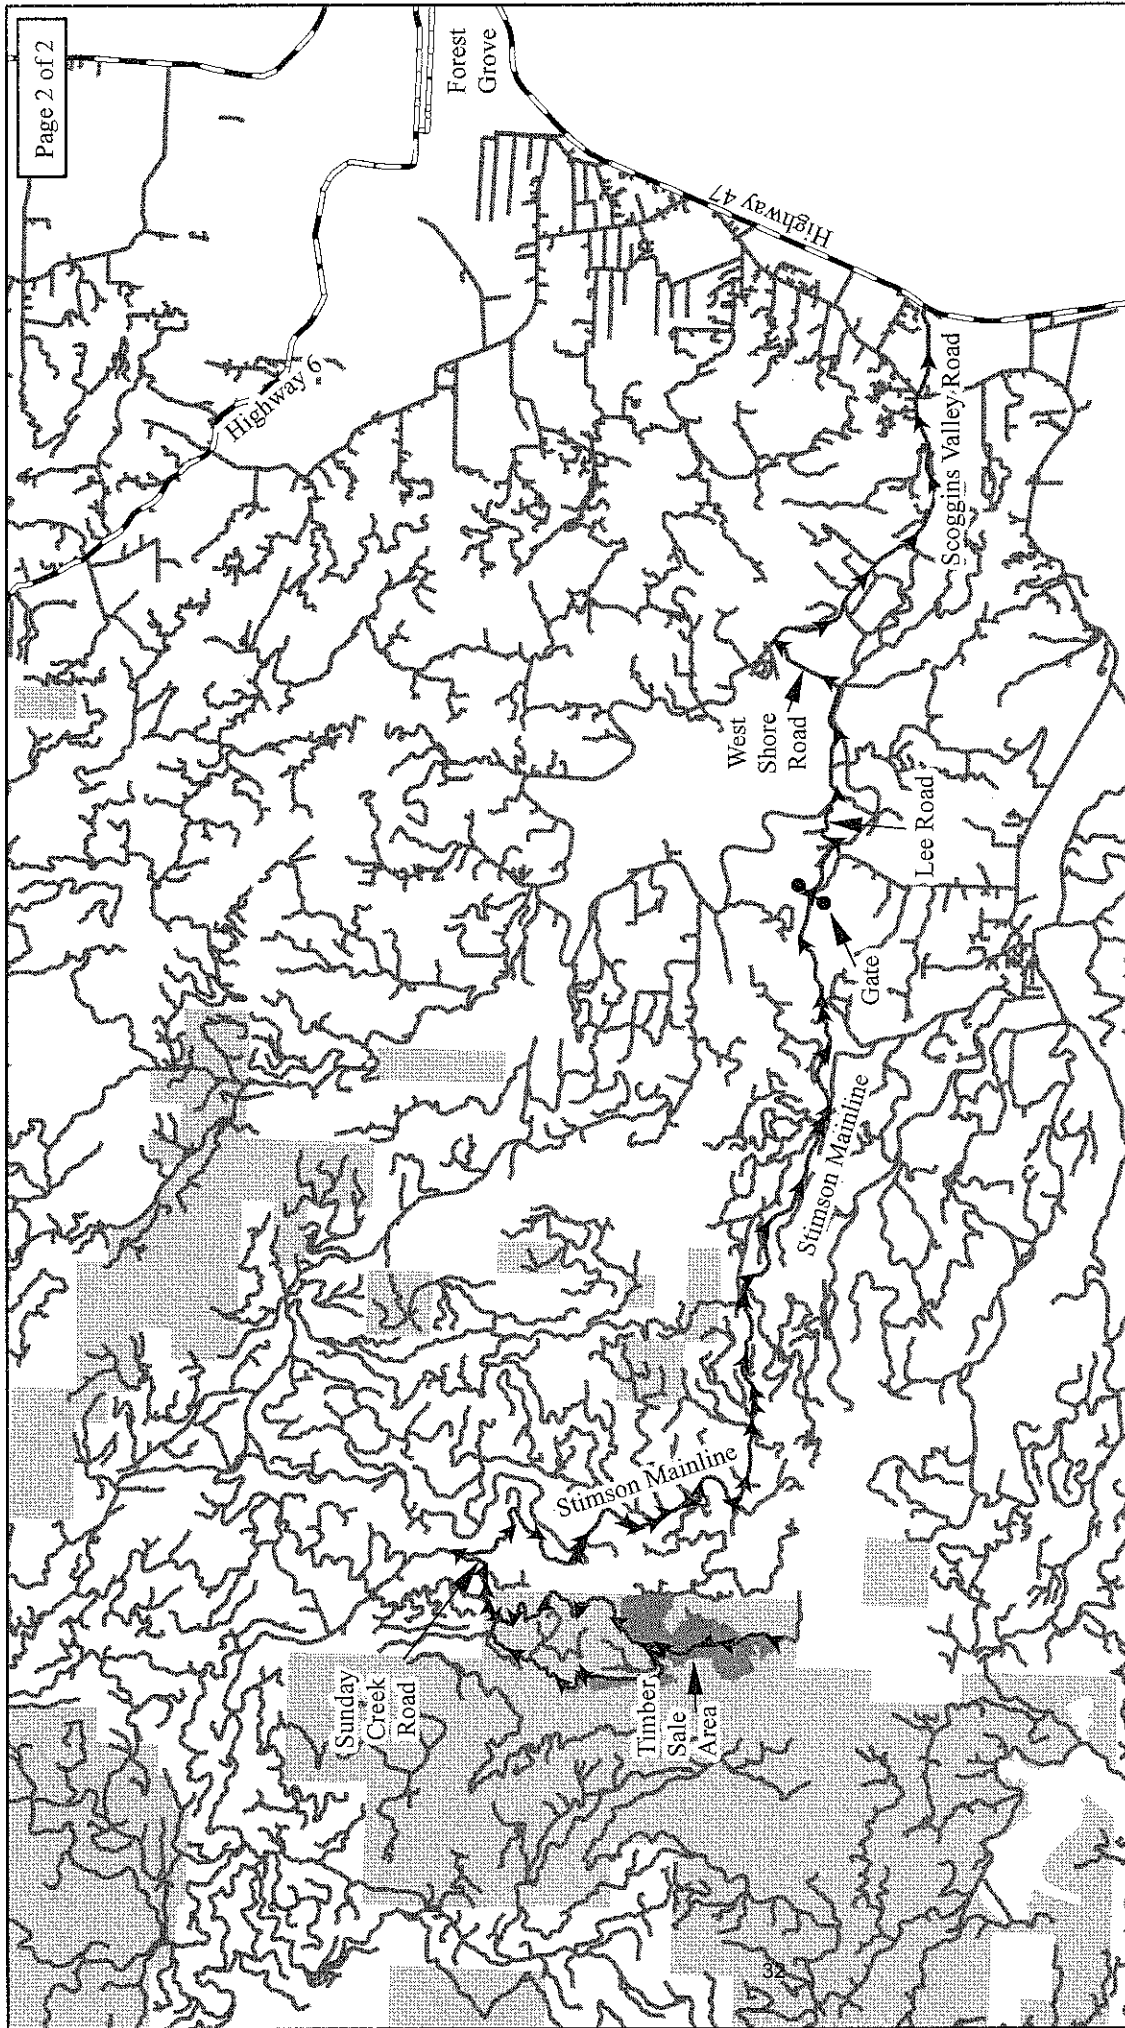 Page 2 of 2
Forest
Grove
Highway 47
Highway 6
Scoggins Valley Road
West
Shore
Road
Lee Road
Gate
Stimson Mainline
Stimson Mainline
Sunday
Creek
Road
Timber
Sale
Area
32